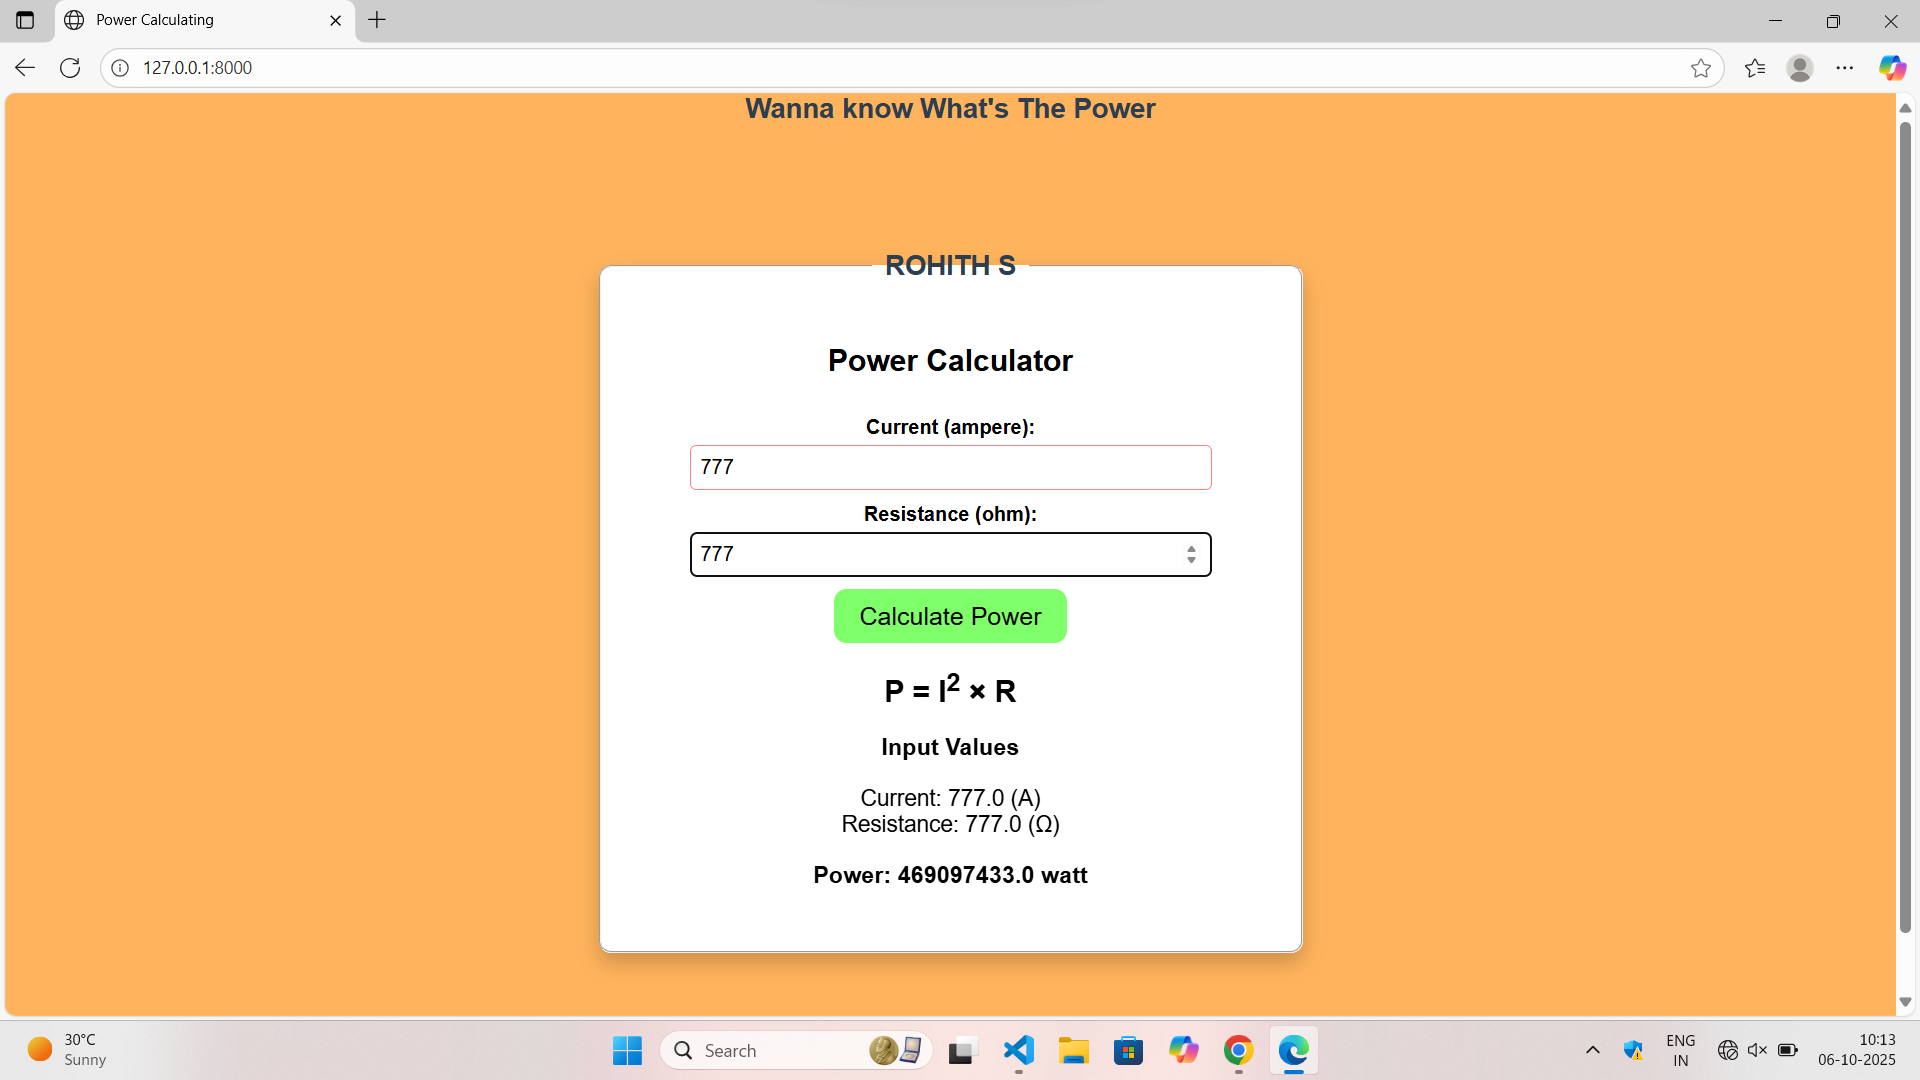 Power Calculating
127.0.0.1:8000
Wanna know What's The Power
ROHITH S
Power Calculator
Current (ampere):
777
Resistance (ohm):
777
Calculate Power
P = I² × R
Input Values
Current: 777.0 (A)
Resistance: 777.0 (Ω)
Power: 469097433.0 watt
30°C
Sunny
Search
ENG
IN
10:13
06-10-2025